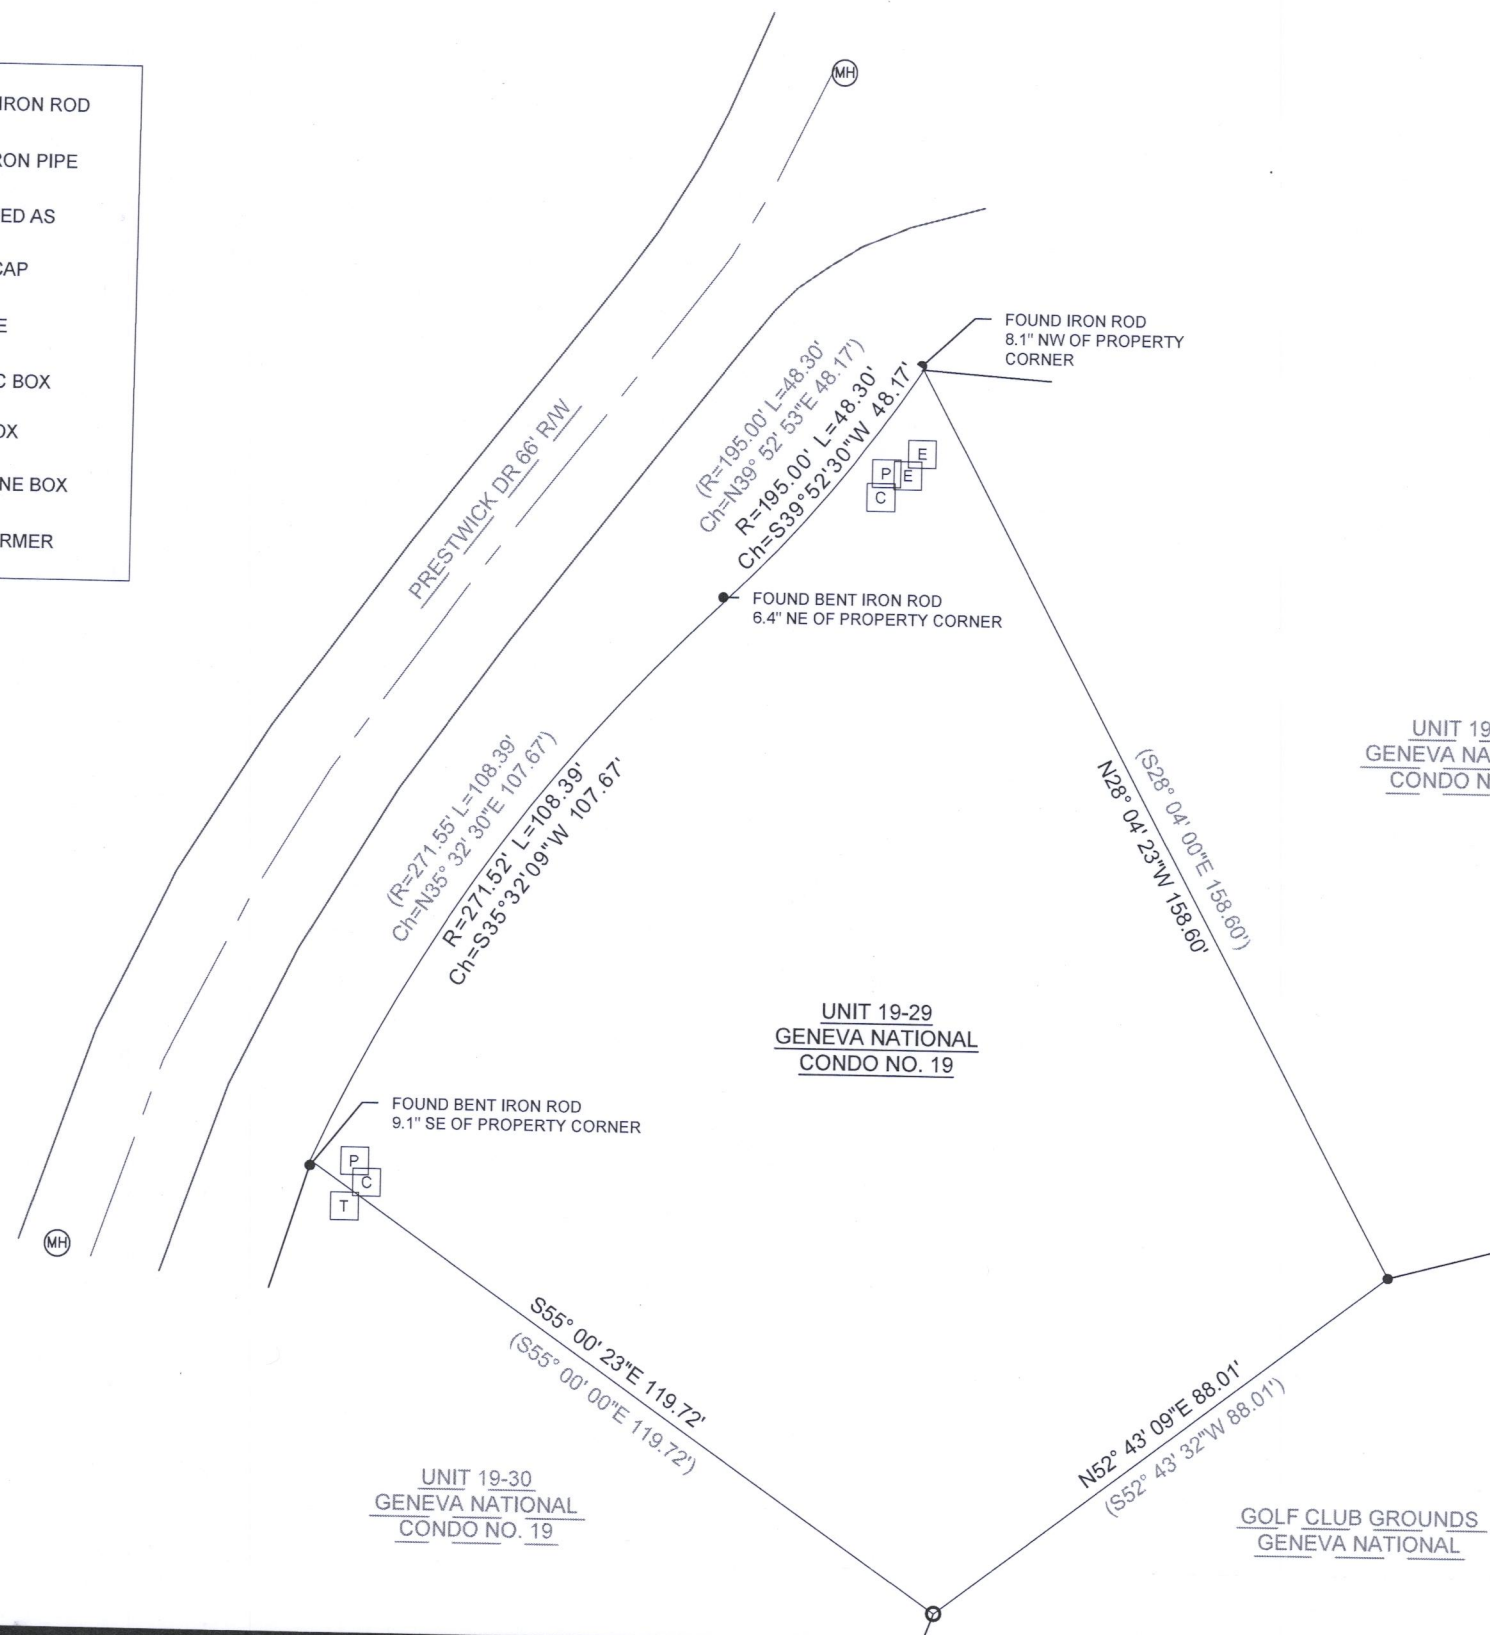 IRON ROD
RON PIPE
ED AS
CAP
E
C BOX
OX
NE BOX
RMER
MH
FOUND IRON ROD
8.1" NW OF PROPERTY
CORNER
(R=195.00' L=48.30'
Ch=N39° 52' 53"E 48.17')
R=195.00' L=48.30'
Ch=S39°52'30"W 48.17'
PRESTWICK DR 66' R/W
E
P
E
C
FOUND BENT IRON ROD
6.4" NE OF PROPERTY CORNER
UNIT 19
GENEVA NA
CONDO N
(R=271.55' L=108.39'
Ch=N35° 32' 30"E 107.67')
R=271.52' L=108.39'
Ch=S35°32'09"W 107.67'
(S28° 04' 00"E 158.60')
N28° 04' 23"W 158.60'
UNIT 19-29
GENEVA NATIONAL
CONDO NO. 19
FOUND BENT IRON ROD
9.1" SE OF PROPERTY CORNER
P
C
T
MH
S55° 00' 23"E 119.72'
(S55° 00' 00"E 119.72')
N52° 43' 09"E 88.01'
(S52° 43' 32"W 88.01')
UNIT 19-30
GENEVA NATIONAL
CONDO NO. 19
GOLF CLUB GROUNDS
GENEVA NATIONAL